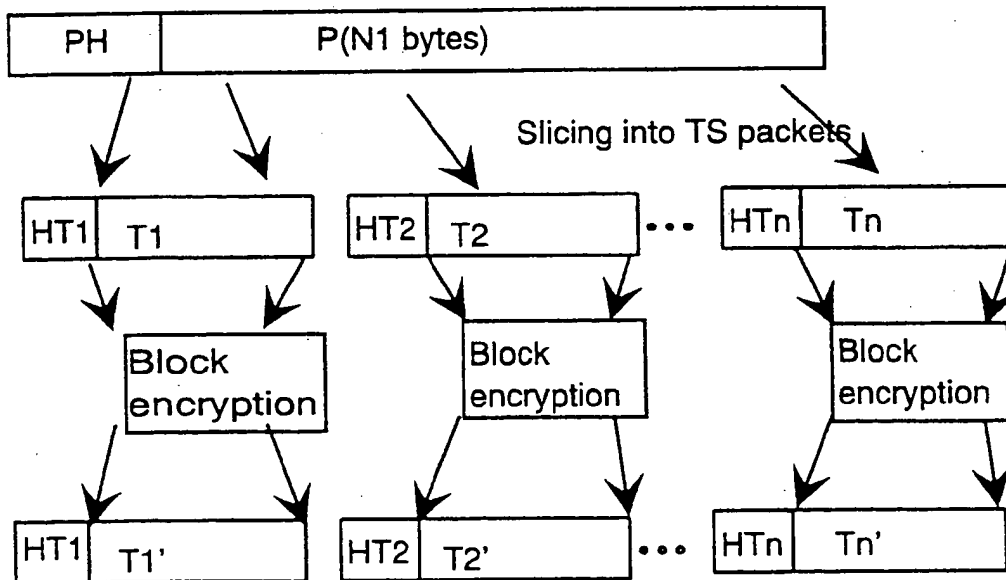 PH P(N1 bytes)
Slicing into TS packets
HT1 T1 HT2 T2 ••• HTn Tn
Block encryption
Block encryption
Block encryption
HT1 T1' HT2 T2' ••• HTn Tn'